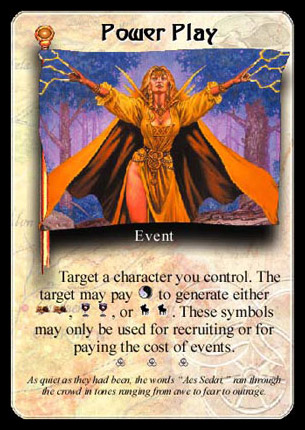 Power Play
Event
Target a character you control. The
target may pay to generate either
, or . These symbols
may only be used for recruiting or for
paying the cost of events.
As quiet as they had been, the words "Aes Sedai," ran through
the crowd in tones ranging from awe to fear to outrage.